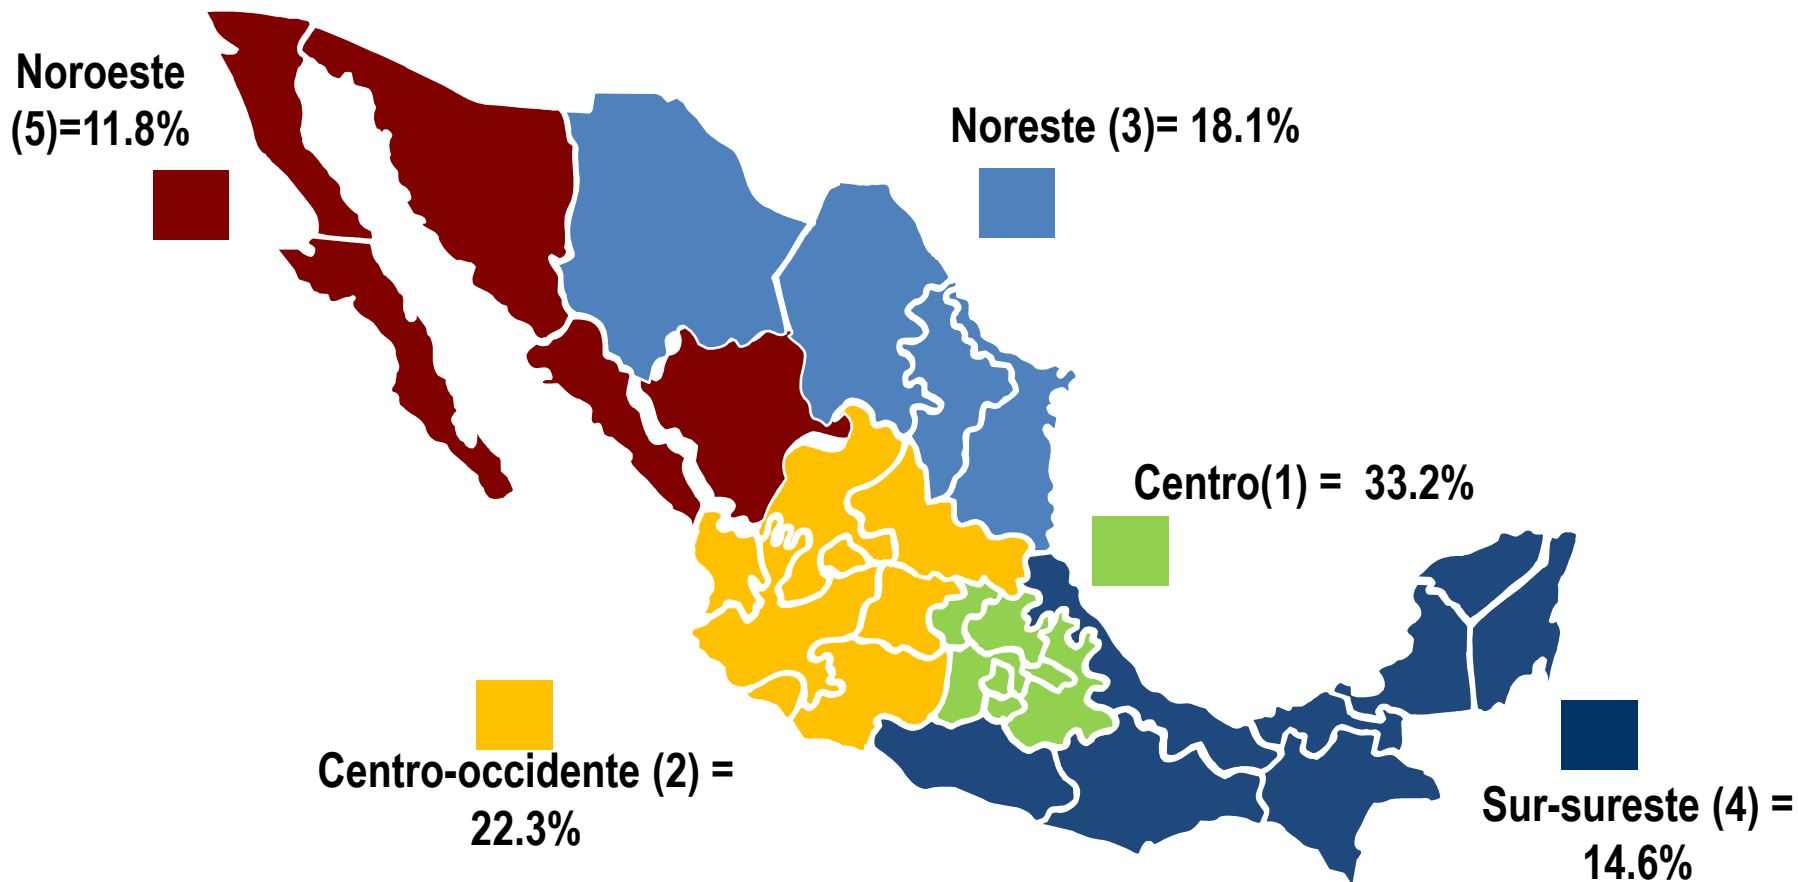 Noroeste
(5)=11.8%
Noreste (3)= 18.1%
Centro(1) =  33.2%
Centro-occidente (2) =
22.3%
Sur-sureste (4) =
14.6%